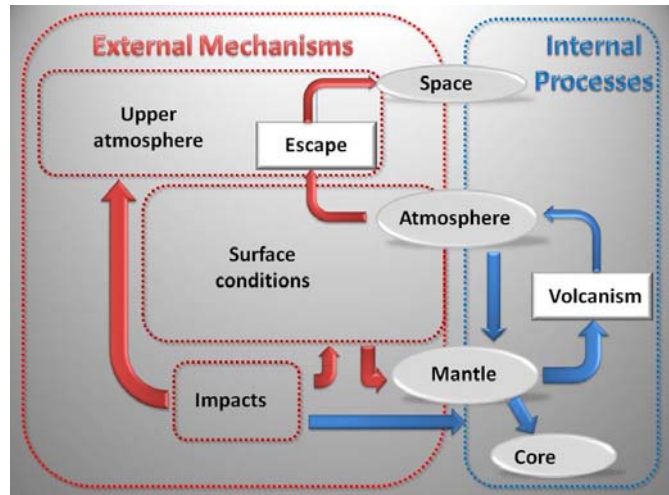 External Mechanisms
Internal
Processes
Space
Upper
atmosphere
Escape
Atmosphere
Surface
conditions
Volcanism
Mantle
Impacts
Core